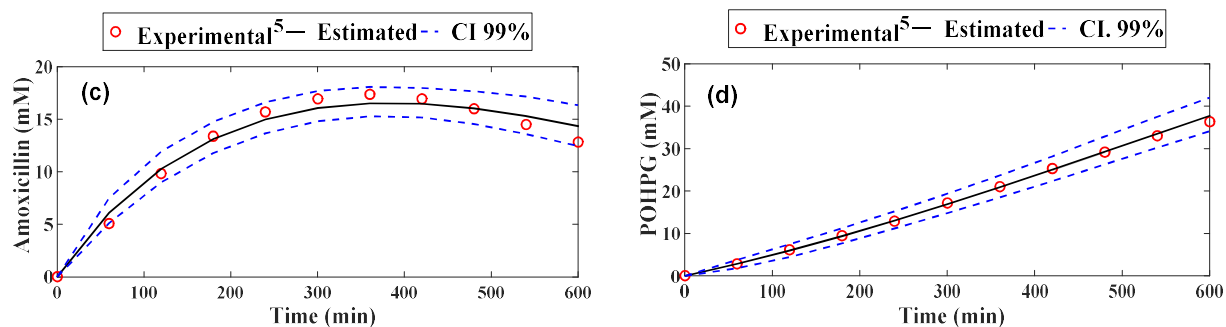 Experimental5 Estimated CI 99%
(c)
Amoxicillin (mM)
20
15
10
5
0
0 100 200 300 400 500 600
Time (min)
Experimental5 Estimated CI. 99%
(d)
POHPG (mM)
50
40
30
20
10
0
0 100 200 300 400 500 600
Time (min)